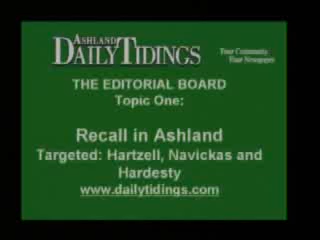 ASHLAND
DAILY TIDINGS
Your Community,
Your Newspaper
THE EDITORIAL BOARD
Topic One:
Recall in Ashland
Targeted: Hartzell, Navickas and
Hardesty
www.dailytidings.com